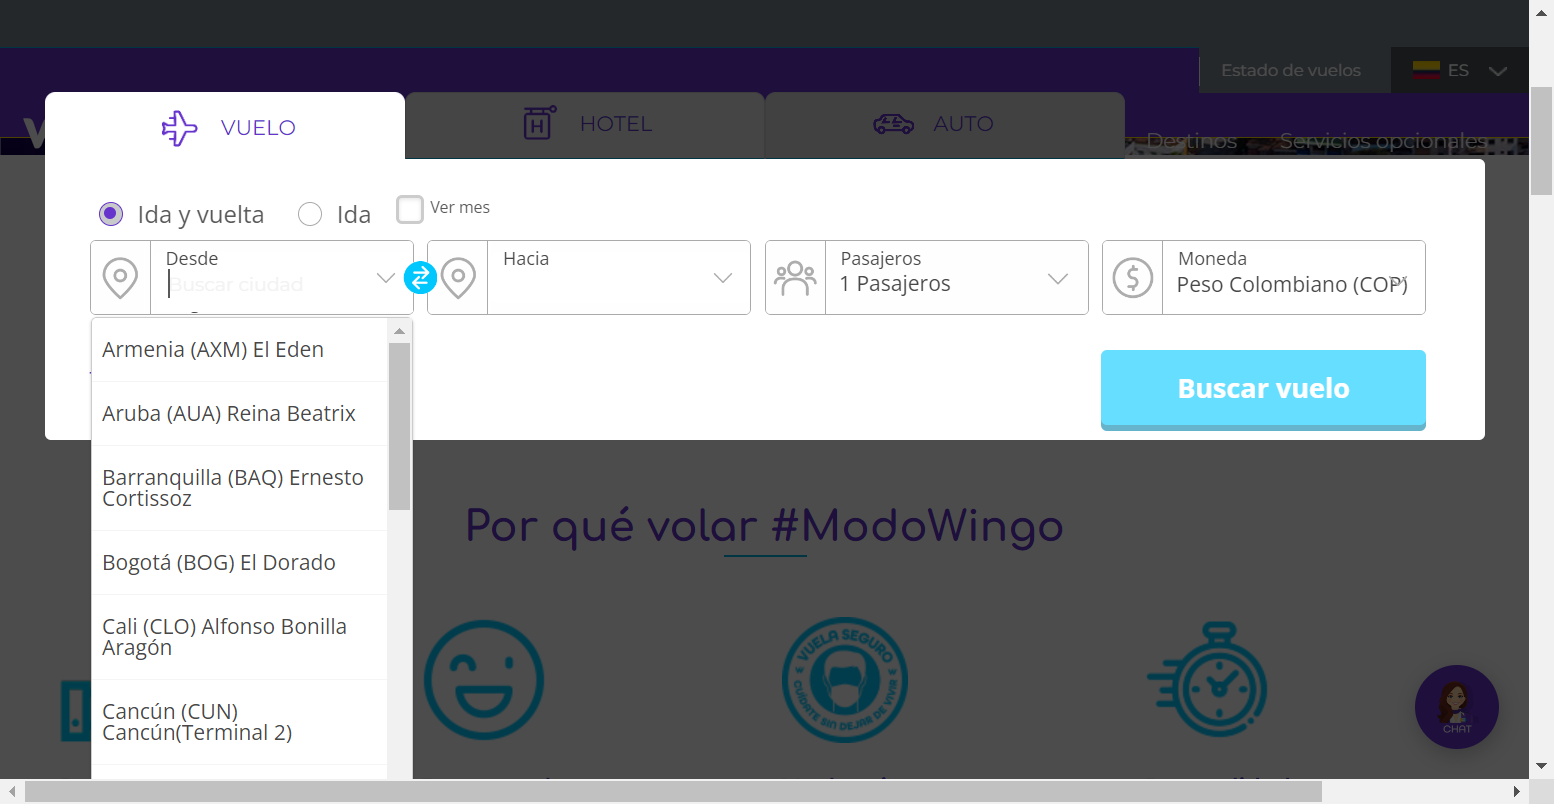 Estado de vuelos
ES
VUELO
HOTEL
AUTO
Destinos
Servicios opcionales
Ida y vuelta
Ida
Ver mes
Desde
Buscar ciudad
Hacia
Pasajeros
1 Pasajeros
Moneda
Peso Colombiano (COP)
Armenia (AXM) El Eden
Aruba (AUA) Reina Beatrix
Barranquilla (BAQ) Ernesto
Cortissoz
Bogotá (BOG) El Dorado
Cali (CLO) Alfonso Bonilla
Aragón
Cancún (CUN)
Cancún(Terminal 2)
Buscar vuelo
Por qué volar #ModoWingo
VUELA SEGURO
CUÍDATE SIN DEJAR DE VIVIR
CHAT